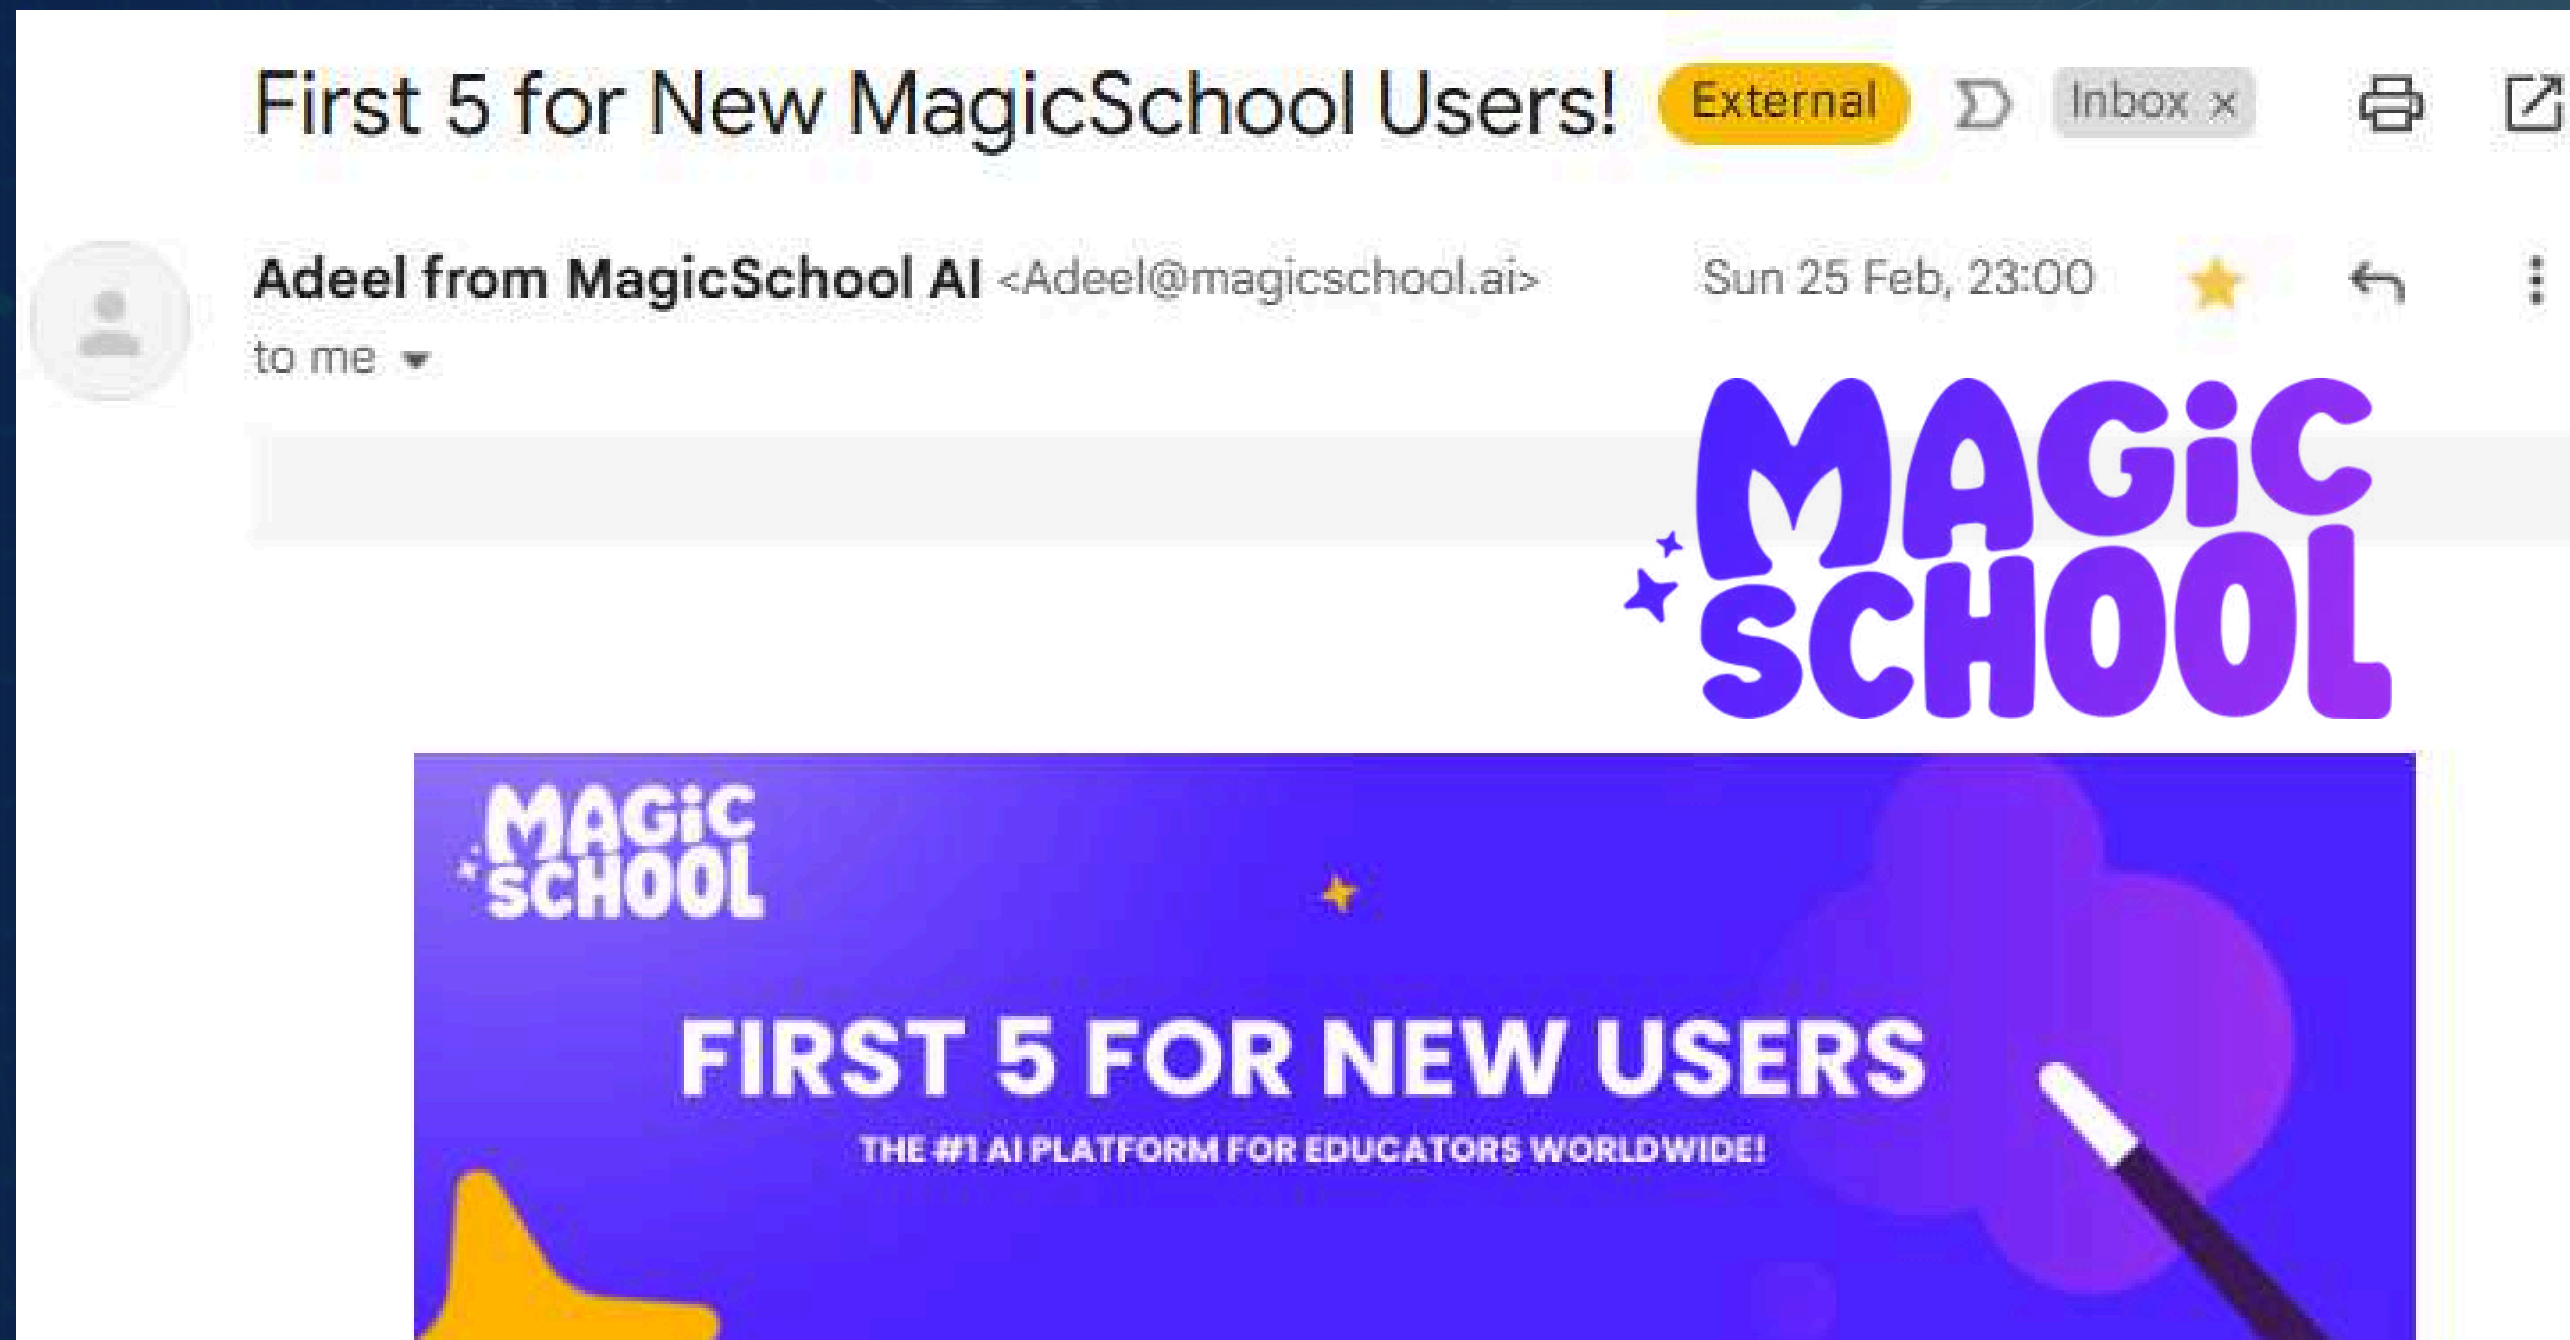 First 5 for New MagicSchool Users! External Inbox x
Adeel from MagicSchool AI <Adeel@magicschool.ai> Sun 25 Feb, 23:00
to me
MAGiC
SCHOOL
MAGiC
SCHOOL
FIRST 5 FOR NEW USERS
THE #1 AI PLATFORM FOR EDUCATORS WORLDWIDE!